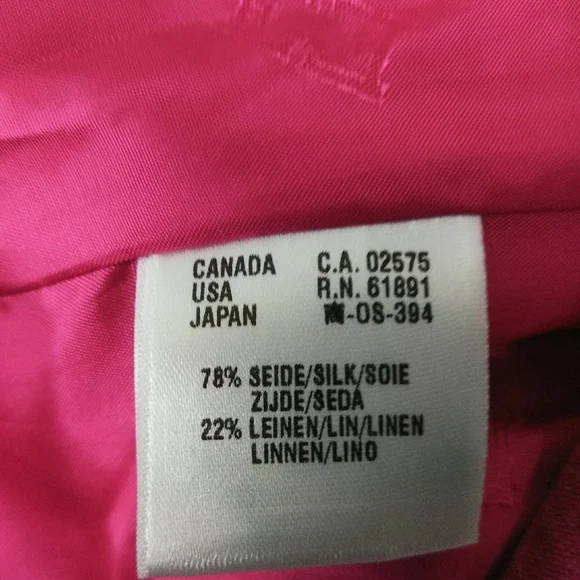 CANADA C.A. 02575
USA R.N. 61891
JAPAN -OS-394
78% SEIDE/SILK/SOIE
ZIJDE/SEDA
22% LEINEN/LIN/LINEN
LINNEN/LINO